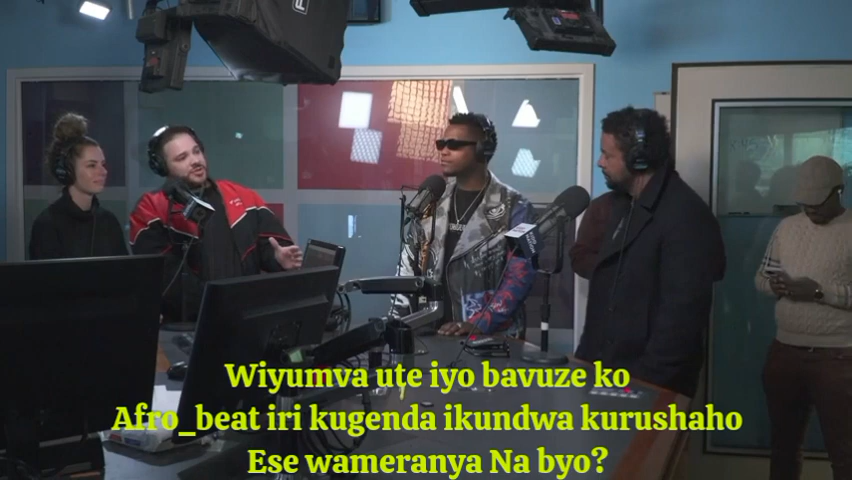 Wiyumva ute iyo bavuze ko
Afro_beat iri kugenda ikundwa kurushaho
Ese wameranya Na byo?